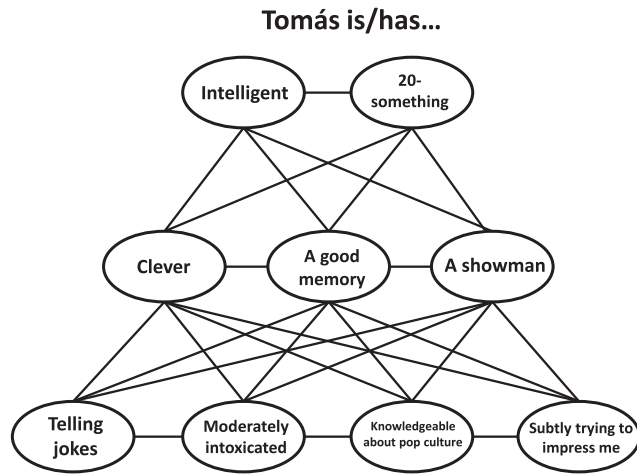 Tomás is/has...
Intelligent
20-
something
Clever
A good
memory
A showman
Telling
jokes
Moderately
intoxicated
Knowledgeable
about pop culture
Subtly trying to
impress me